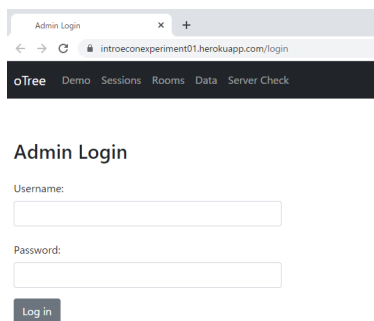 Admin Login × +
introeconexperiment01.herokuapp.com/login
oTree Demo Sessions Rooms Data Server Check
Admin Login
Username:
Password:
Log in